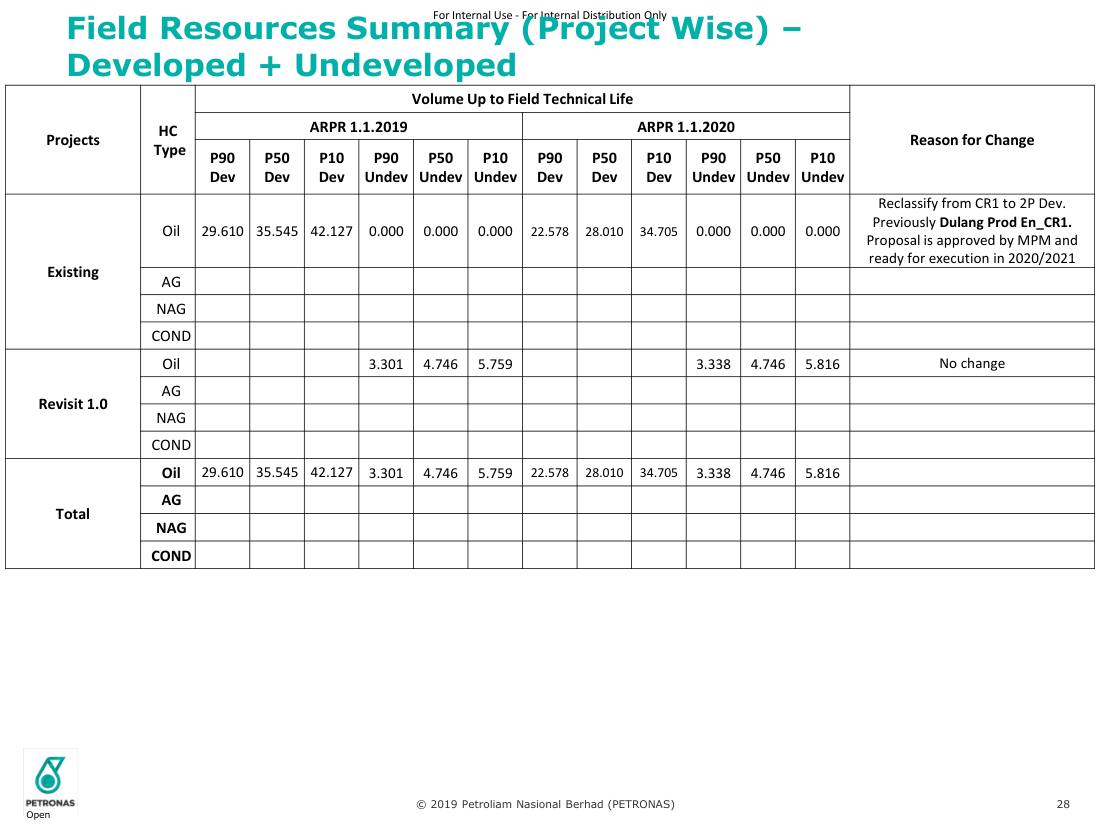 For Internal Use - For Internal Distribution Only
Field Resources Summary (Project Wise) –
Developed + Undeveloped
Projects
HC
Type
Volume Up to Field Technical Life
Reason for Change
ARPR 1.1.2019 ARPR 1.1.2020
P90 P50 P10 P90 P50 P10 P90 P50 P10 P90 P50 P10
Dev Dev Dev Undev Undev Undev Dev Dev Dev Undev Undev Undev
Existing
Oil 29.610 35.545 42.127 0.000 0.000 0.000 22.578 28.010 34.705 0.000 0.000 0.000
Reclassify from CR1 to 2P Dev.
Previously Dulang Prod En_CR1.
Proposal is approved by MPM and
ready for execution in 2020/2021
AG
NAG
COND
Revisit 1.0
Oil 3.301 4.746 5.759 3.338 4.746 5.816 No change
AG
NAG
COND
Total
Oil 29.610 35.545 42.127 3.301 4.746 5.759 22.578 28.010 34.705 3.338 4.746 5.816
AG
NAG
COND
PETRONAS
Open
© 2019 Petroliam Nasional Berhad (PETRONAS)
28